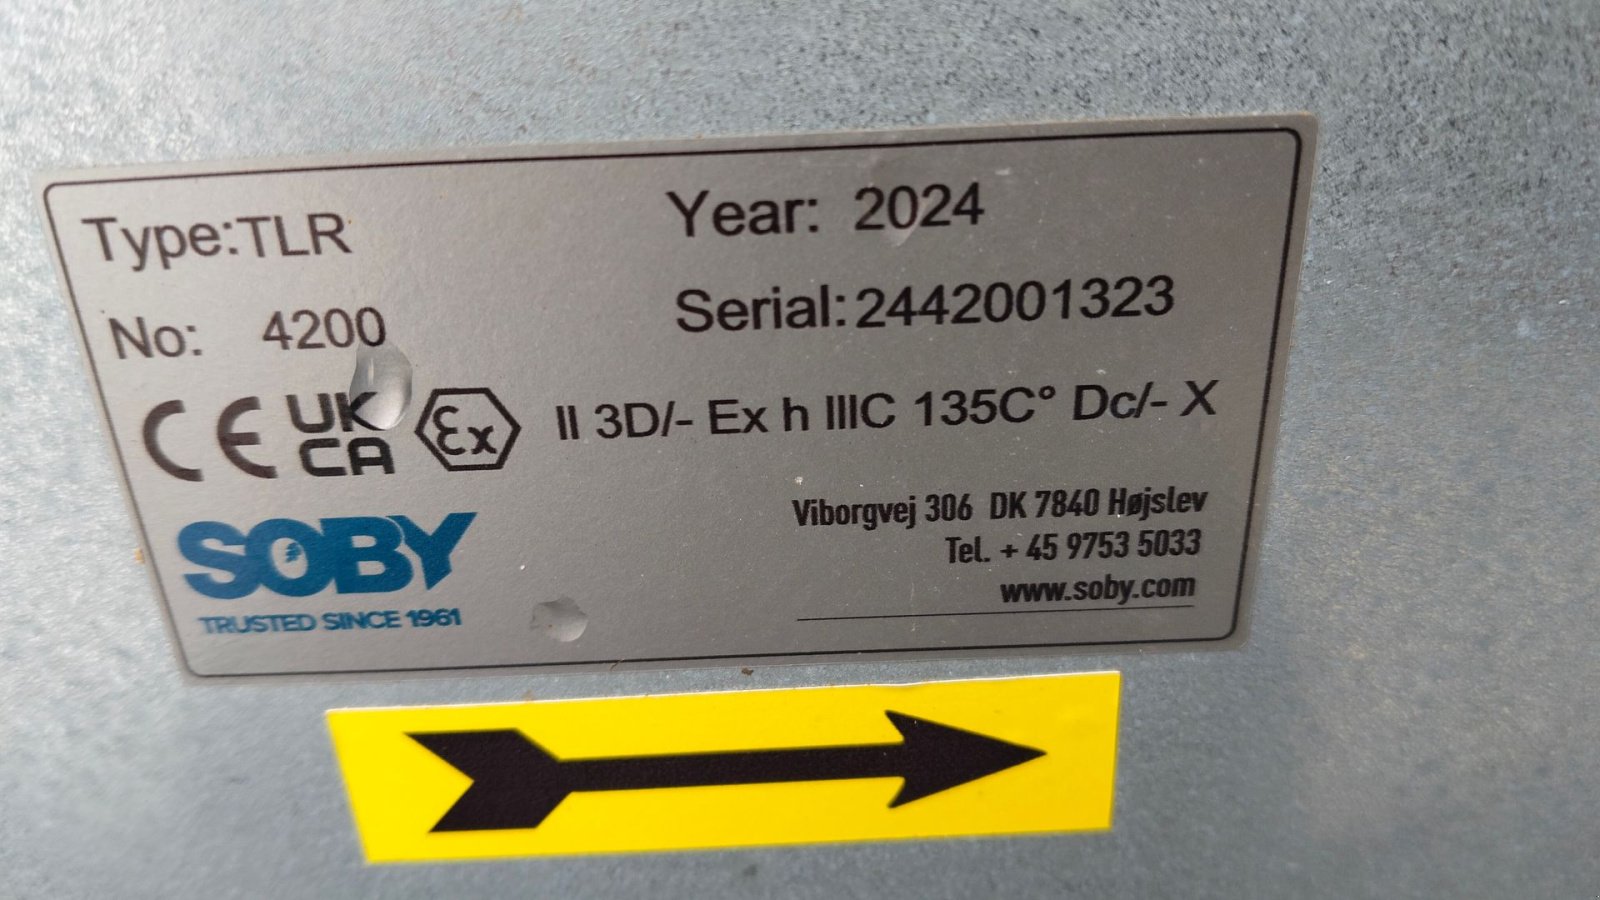 Type:TLR
Year: 2024
No: 4200
Serial:2442001323
CE UK CA Ex II 3D/- Ex h IIIC 135C° Dc/- X
SOBY
TRUSTED SINCE 1961
Viborgvej 306 DK 7840 Højslev
Tel. + 45 9753 5033
www.soby.com